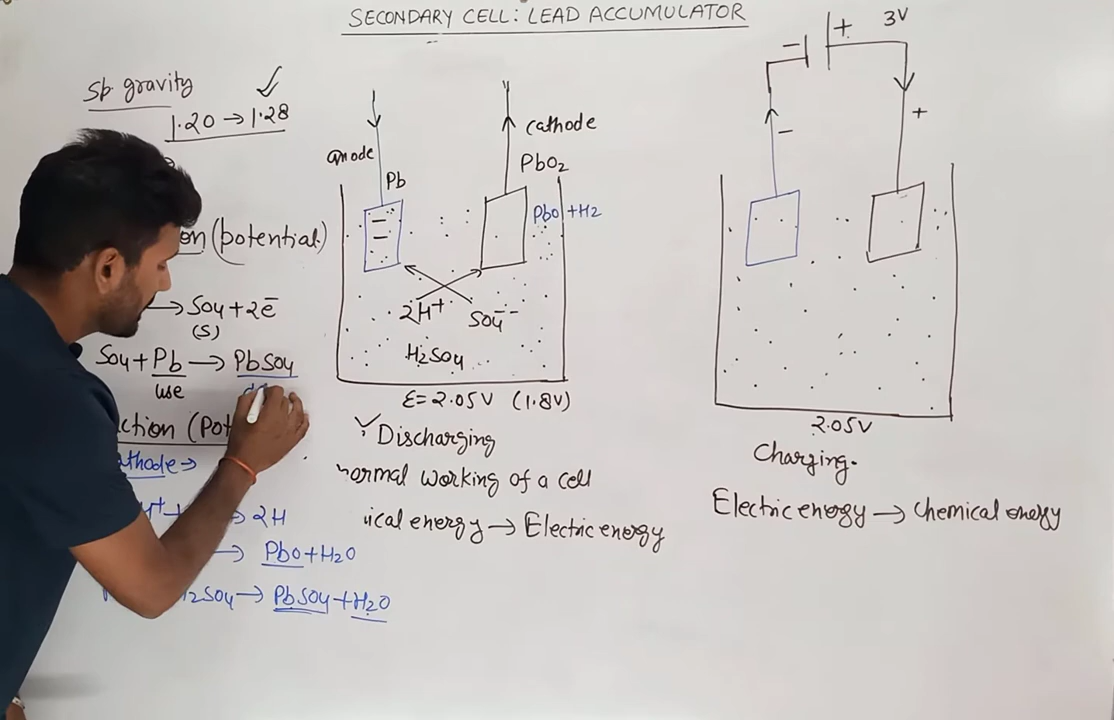 SECONDARY CELL: LEAD ACCUMULATOR
Sp. gravity
1.20 → 1.28
on (potential)
→ SO4 + 2e̅
(S)
SO4 + Pb → PbSO4
use
ction (Pot
athode ⇒
→ 2H
→ PbO + H2O
H2SO4 → PbSO4 + H2O
anode
Pb
cathode
PbO2
PbO + H2
2H+
SO4--
H2SO4
E = 2.05V (1.8V)
Discharging
normal working of a cell
ical energy → Electric energy
- + 3V
- +
2.05V
Charging.
Electric energy → Chemical energy